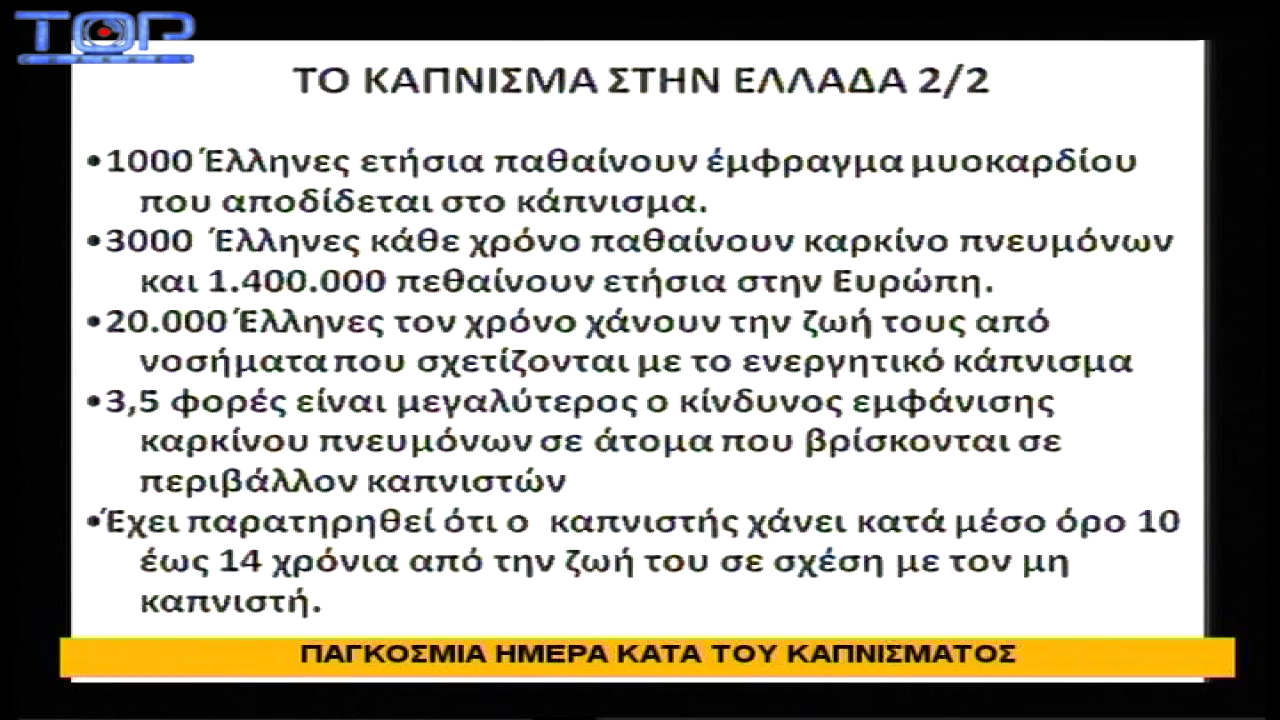 TOP
CHANNEL
ΤΟ ΚΑΠΝΙΣΜΑ ΣΤΗΝ ΕΛΛΑΔΑ 2/2
•1000 Έλληνες ετήσια παθαίνουν έμφραγμα μυοκαρδίου
που αποδίδεται στο κάπνισμα.
•3000 Έλληνες κάθε χρόνο παθαίνουν καρκίνο πνευμόνων
και 1.400.000 πεθαίνουν ετήσια στην Ευρώπη.
•20.000 Έλληνες τον χρόνο χάνουν την ζωή τους από
νοσήματα που σχετίζονται με το ενεργητικό κάπνισμα
•3,5 φορές είναι μεγαλύτερος ο κίνδυνος εμφάνισης
καρκίνου πνευμόνων σε άτομα που βρίσκονται σε
περιβάλλον καπνιστών
•Έχει παρατηρηθεί ότι ο καπνιστής χάνει κατά μέσο όρο 10
έως 14 χρόνια από την ζωή του σε σχέση με τον μη
καπνιστή.
ΠΑΓΚΟΣΜΙΑ ΗΜΕΡΑ ΚΑΤΑ ΤΟΥ ΚΑΠΝΙΣΜΑΤΟΣ